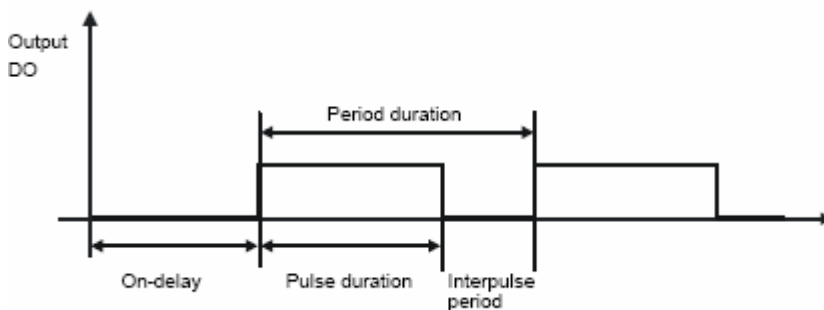 Output
DO
Period duration
On-delay
Pulse duration
Interpulse
period